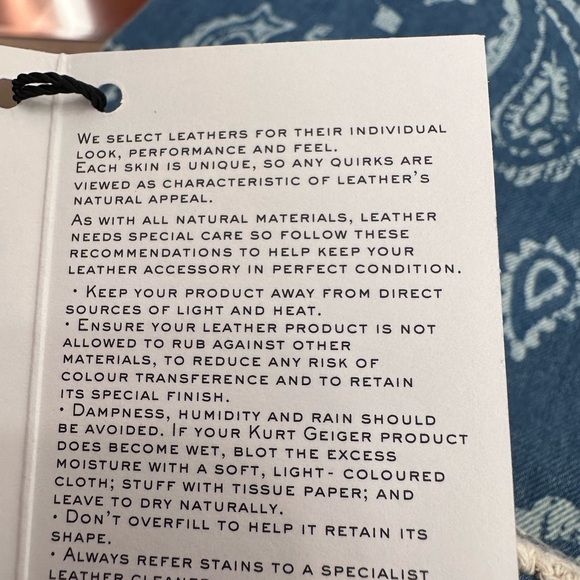 We select leathers for their individual
look, performance and feel.
Each skin is unique, so any quirks are
viewed as characteristic of leather's
natural appeal.
As with all natural materials, leather
needs special care so follow these
recommendations to help keep your
leather accessory in perfect condition.
• Keep your product away from direct
sources of light and heat.
• Ensure your leather product is not
allowed to rub against other
materials, to reduce any risk of
colour transference and to retain
its special finish.
• Dampness, humidity and rain should
be avoided. If your Kurt Geiger product
does become wet, blot the excess
moisture with a soft, light- coloured
cloth; stuff with tissue paper; and
leave to dry naturally.
• Don't overfill to help it retain its
shape.
• Always refer stains to a specialist
leather cleaner